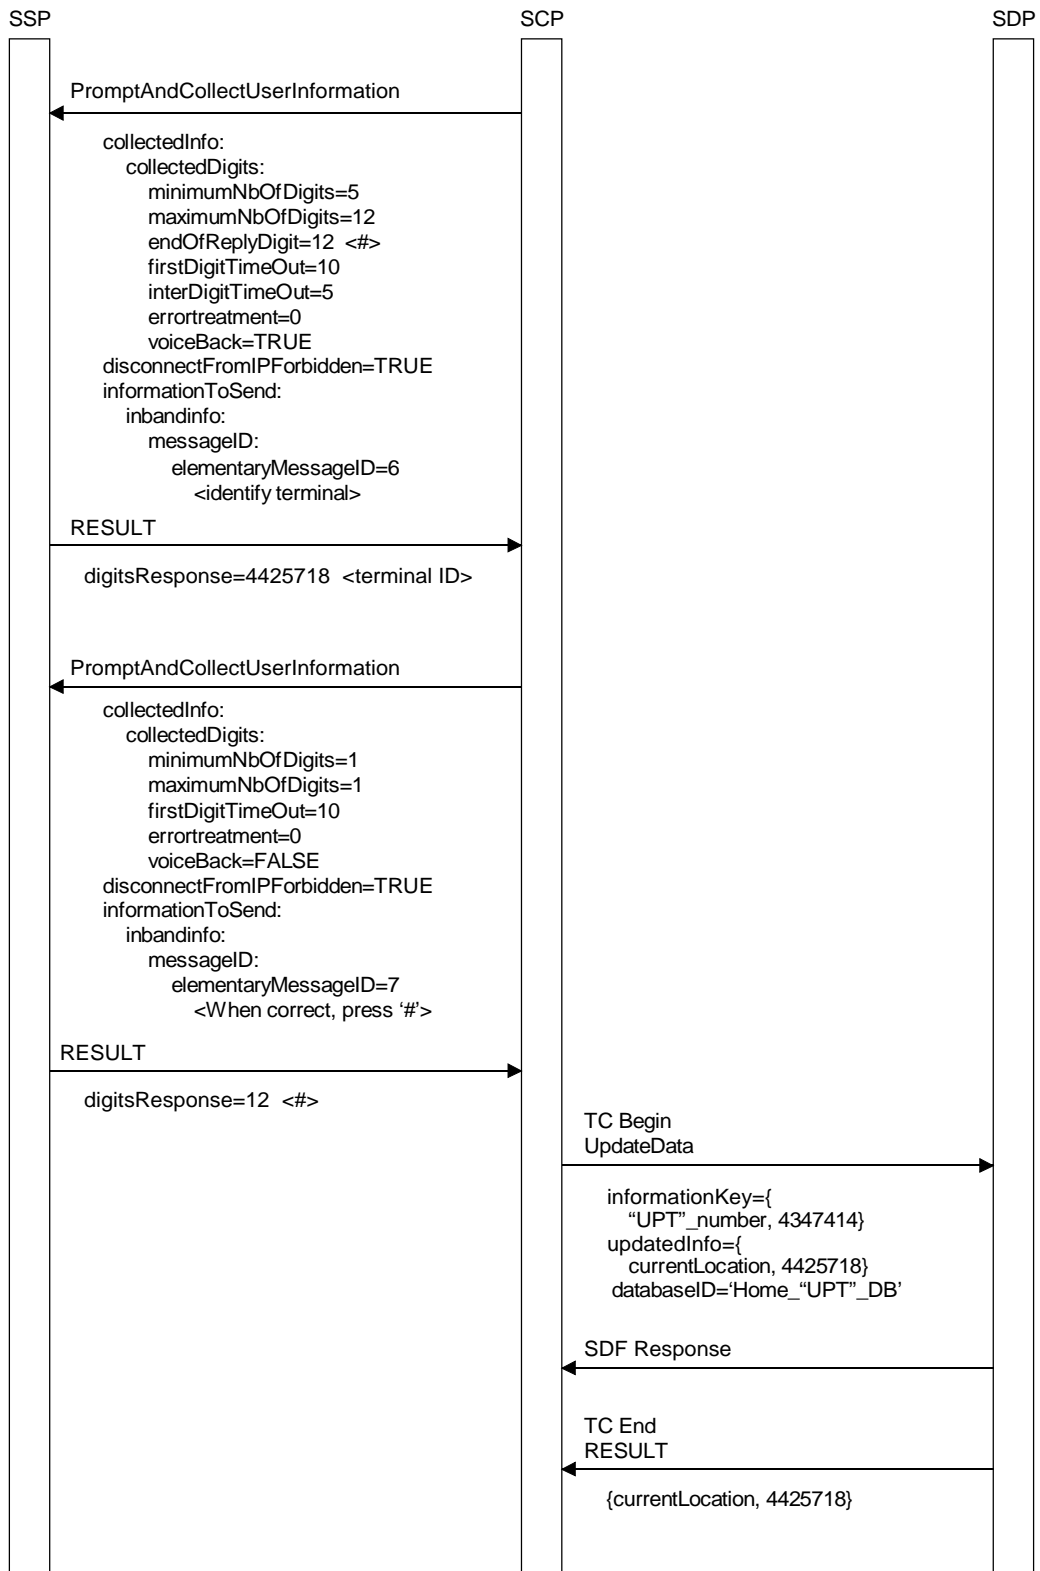 SSP SCP SDP
PromptAndCollectUserInformation
collectedInfo:
collectedDigits:
minimumNbOfDigits=5
maximumNbOfDigits=12
endOfReplyDigit=12 <#>
firstDigitTimeOut=10
interDigitTimeOut=5
errortreatment=0
voiceBack=TRUE
disconnectFromIPForbidden=TRUE
informationToSend:
inbandinfo:
messageID:
elementaryMessageID=6
<identify terminal>
RESULT
digitsResponse=4425718 <terminal ID>
PromptAndCollectUserInformation
collectedInfo:
collectedDigits:
minimumNbOfDigits=1
maximumNbOfDigits=1
firstDigitTimeOut=10
errortreatment=0
voiceBack=FALSE
disconnectFromIPForbidden=TRUE
informationToSend:
inbandinfo:
messageID:
elementaryMessageID=7
<When correct, press ‘#’>
RESULT
digitsResponse=12 <#>
TC Begin
UpdateData
informationKey={
“UPT”_number, 4347414}
updatedInfo={
currentLocation, 4425718}
databaseID=‘Home_“UPT”_DB’
SDF Response
TC End
RESULT
{currentLocation, 4425718}